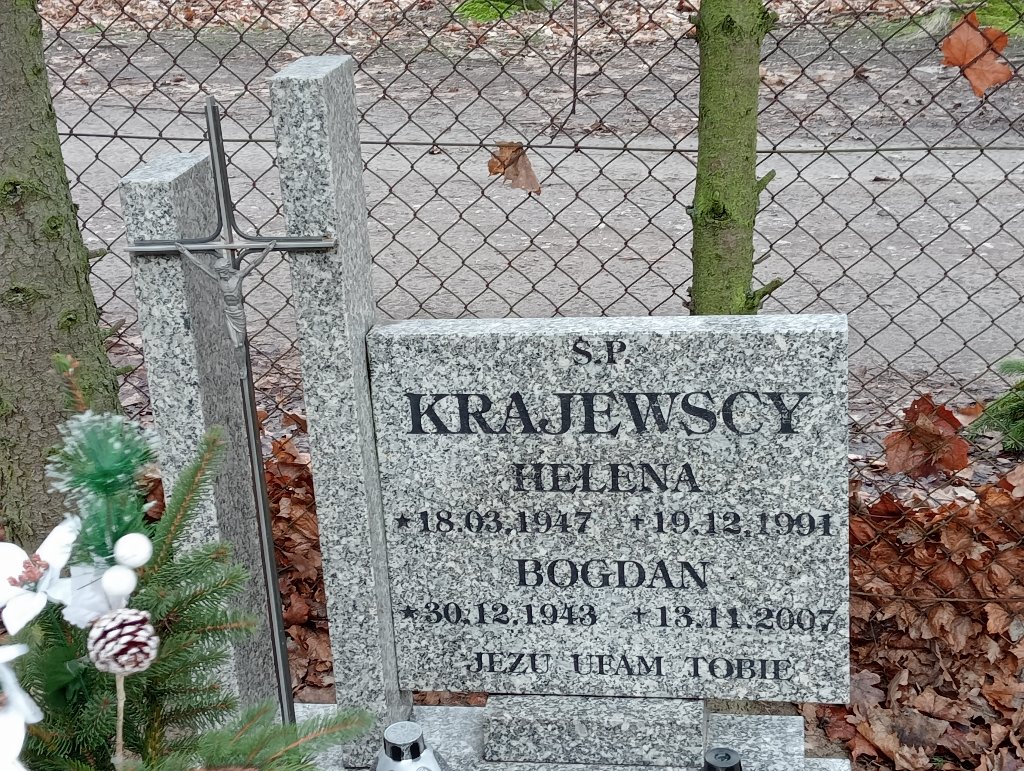 Ś.P.
KRAJEWSCY
HELENA
★18.03.1947 +19.12.1991
BOGDAN
★30.12.1943 +13.11.2007
JEZU UFAM TOBIE